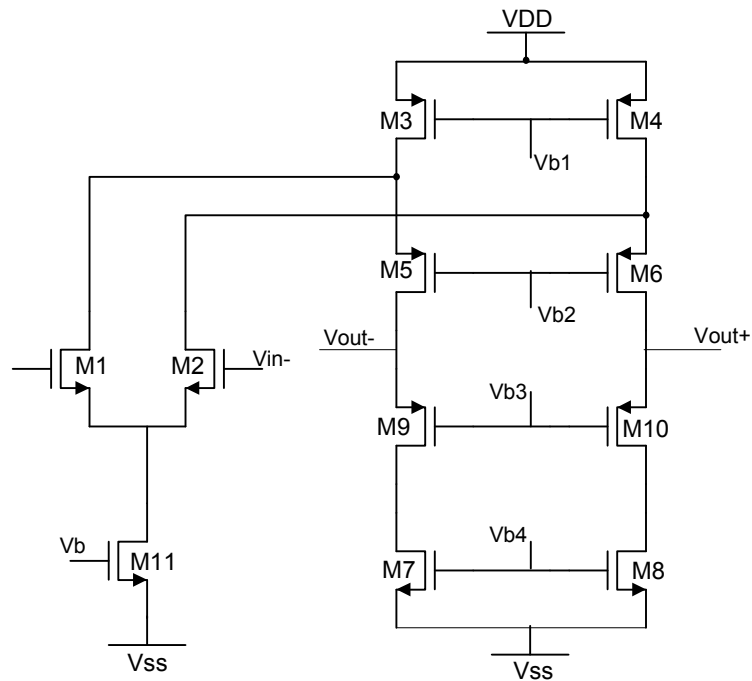 VDD
M3
M4
Vb1
M5
M6
Vb2
Vout-
Vout+
M1
M2
Vin-
Vb3
M9
M10
Vb
M11
Vb4
M7
M8
Vss
Vss